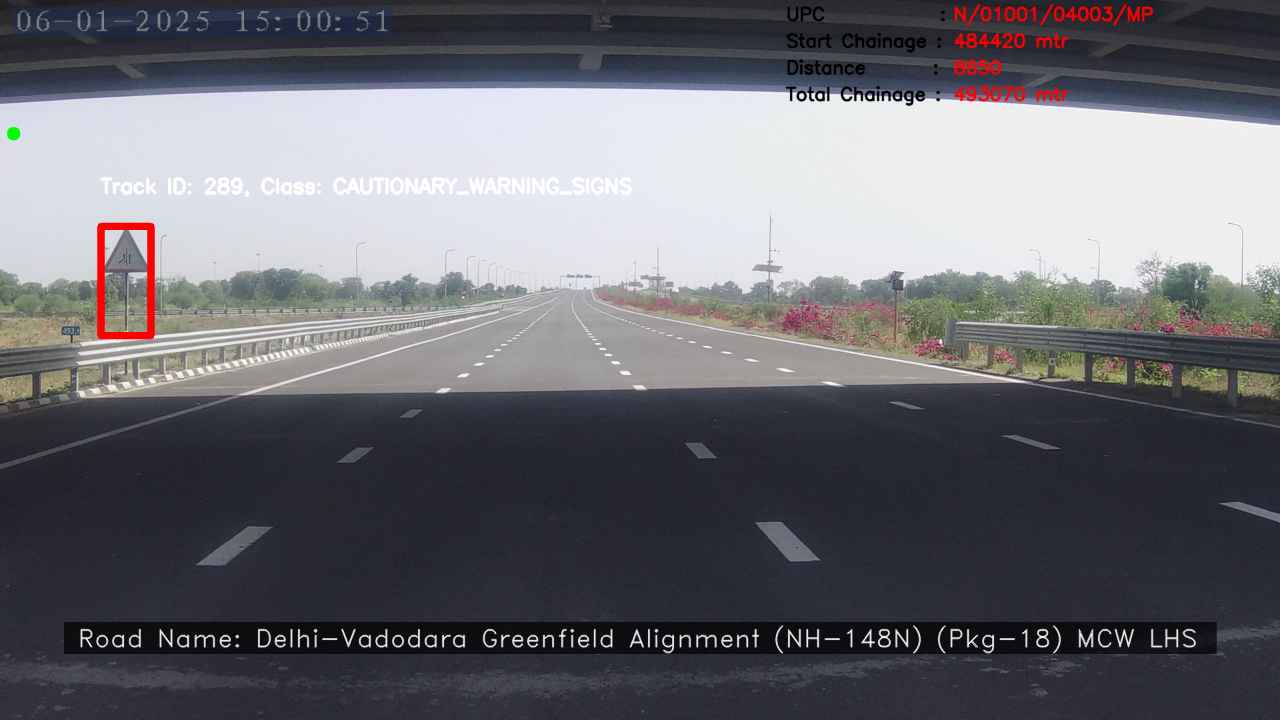 06-01-2025 15:00:51
UPC : N/01001/04003/MP
Start Chainage : 484420 mtr
Distance : 8650
Total Chainage : 493070 mtr
Track ID: 289, Class: CAUTIONARY_WARNING_SIGNS
Road Name: Delhi-Vadodara Greenfield Alignment (NH-148N) (Pkg-18) MCW LHS